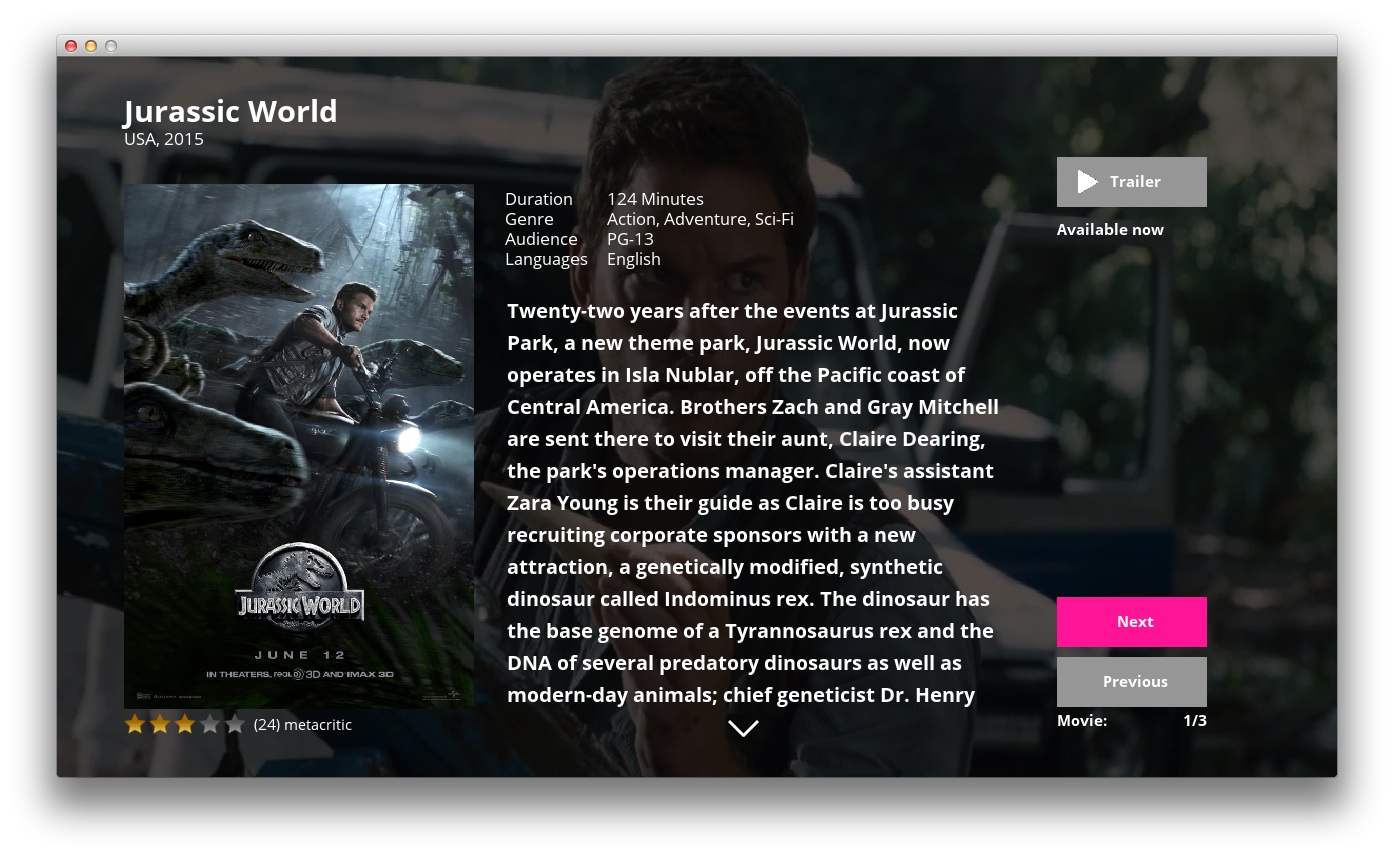 Jurassic World
USA, 2015
Trailer
Available now
Duration 124 Minutes
Genre Action, Adventure, Sci-Fi
Audience PG-13
Languages English
Twenty-two years after the events at Jurassic
Park, a new theme park, Jurassic World, now
operates in Isla Nublar, off the Pacific coast of
Central America. Brothers Zach and Gray Mitchell
are sent there to visit their aunt, Claire Dearing,
the park's operations manager. Claire's assistant
Zara Young is their guide as Claire is too busy
recruiting corporate sponsors with a new
attraction, a genetically modified, synthetic
dinosaur called Indominus rex. The dinosaur has
the base genome of a Tyrannosaurus rex and the
DNA of several predatory dinosaurs as well as
modern-day animals; chief geneticist Dr. Henry
JURASSIC WORLD
JUNE 12
IN THEATERS, REAL D 3D AND IMAX 3D
(24) metacritic
Next
Previous
Movie: 1/3